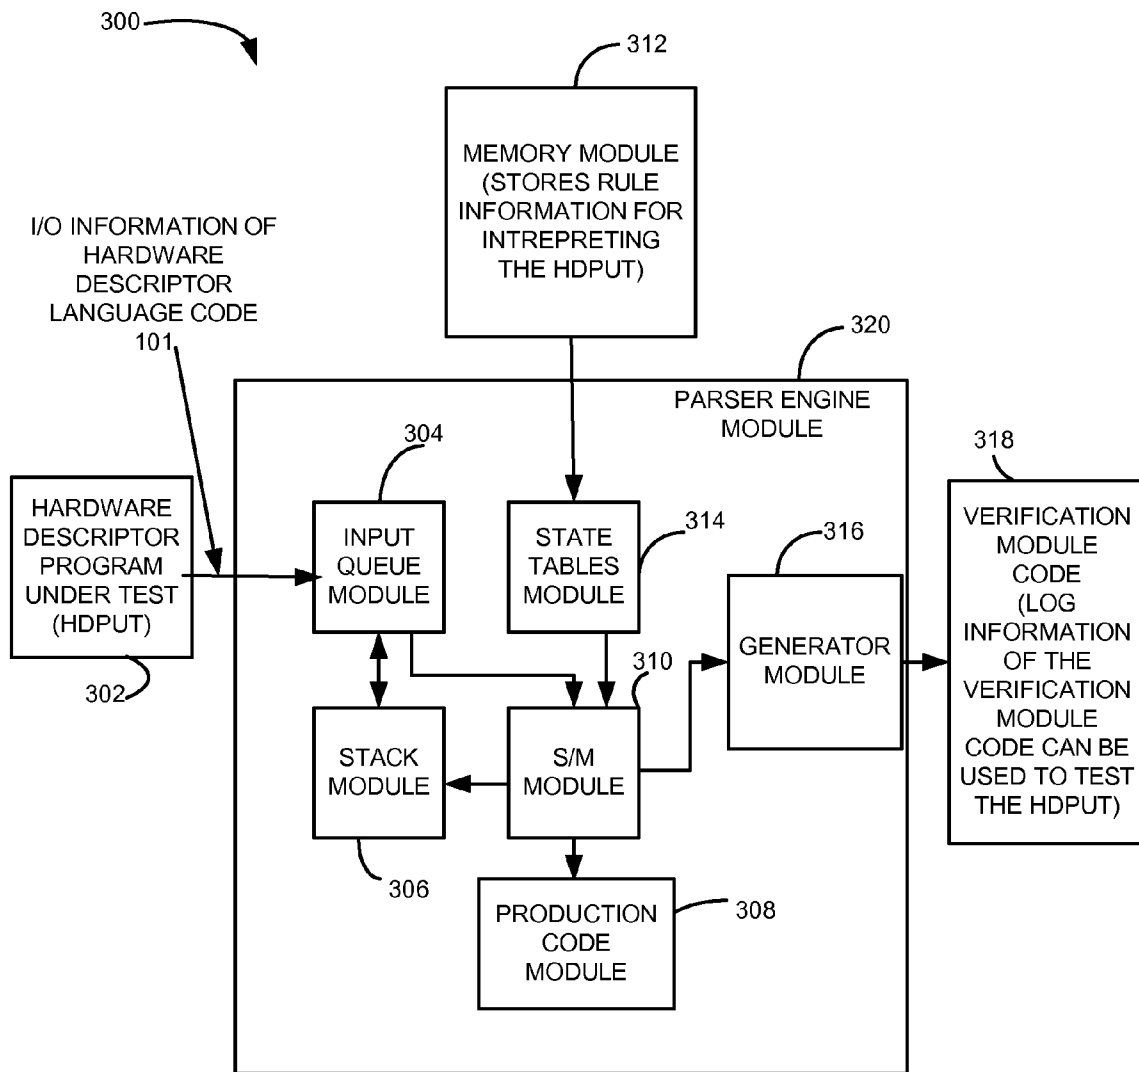 300
312
MEMORY MODULE
(STORES RULE
INFORMATION FOR
INTREPRETING
THE HDPUT)
I/O INFORMATION OF
HARDWARE
DESCRIPTOR
LANGUAGE CODE
101
320
PARSER ENGINE
MODULE
304
318
HARDWARE
DESCRIPTOR
PROGRAM
UNDER TEST
(HDPUT)
302
INPUT
QUEUE
MODULE
STATE
TABLES
MODULE
314
316
GENERATOR
MODULE
VERIFICATION
MODULE
CODE
(LOG
INFORMATION
OF THE
VERIFICATION
MODULE
CODE CAN BE
USED TO TEST
THE HDPUT)
310
STACK
MODULE
S/M
MODULE
306
PRODUCTION
CODE
MODULE
308